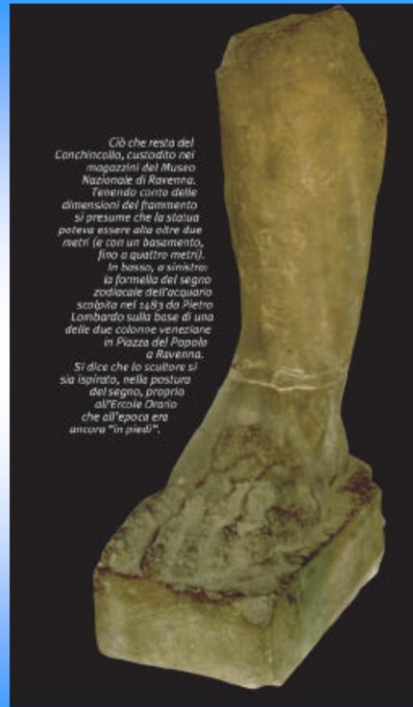 Ciò che resta del
Conchincollo, custodito nei
magazzini del Museo
Nazionale di Ravenna.
Tenendo conto delle
dimensioni del frammento
si presume che la statua
poteva essere alta oltre due
metri (e con un basamento,
fino a quattro metri).
In basso, a sinistra:
la formella del segno
zodiacale dell'acquario
scolpita nel 1483 da Pietro
Lombardo sulla base di una
delle due colonne veneziane
in Piazza del Popolo
a Ravenna.
Si dice che lo scultore si
sia ispirato, nella postura
del segno, proprio
all'Ercole Orario
che all'epoca era
ancora "in piedi".